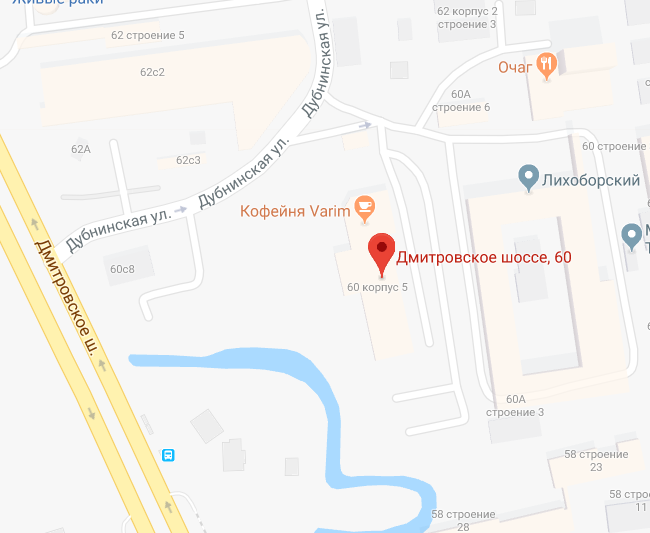 Живые раки
62 строение 5
62с2
62 корпус 2
строение 3
Очаг
60А
строение 6
Дубнинская ул.
62А
62с3
Дубнинская ул.
60 строение
Лихоборский
Кофейня Varim
Дубнинская ул.
Дмитровское шоссе, 60
60с8
60 корпус 5
Дмитровское ш.
60А
строение 3
58 строение
23
58 строение
28
58 строе
11